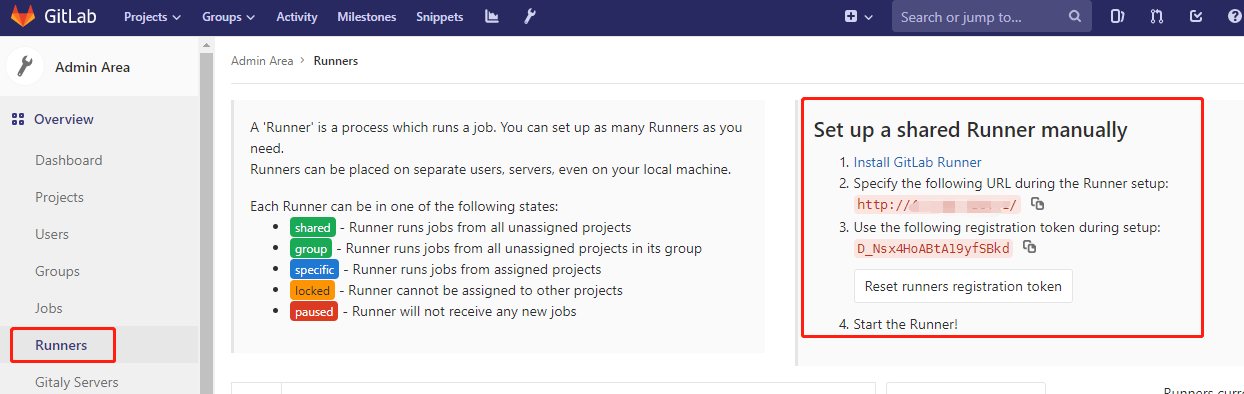 GitLab
Projects
Groups
Activity
Milestones
Snippets
Search or jump to...
Admin Area
Overview
Dashboard
Projects
Users
Groups
Jobs
Runners
Gitaly Servers
Admin Area > Runners
A 'Runner' is a process which runs a job. You can set up as many Runners as you
need.
Runners can be placed on separate users, servers, even on your local machine.
Each Runner can be in one of the following states:
• shared - Runner runs jobs from all unassigned projects
• group - Runner runs jobs from all unassigned projects in its group
• specific - Runner runs jobs from assigned projects
• locked - Runner cannot be assigned to other projects
• paused - Runner will not receive any new jobs
Set up a shared Runner manually
1. Install GitLab Runner
2. Specify the following URL during the Runner setup:
http://
3. Use the following registration token during setup:
D_Nsx4HoABtA19yfSBkd
Reset runners registration token
4. Start the Runner!